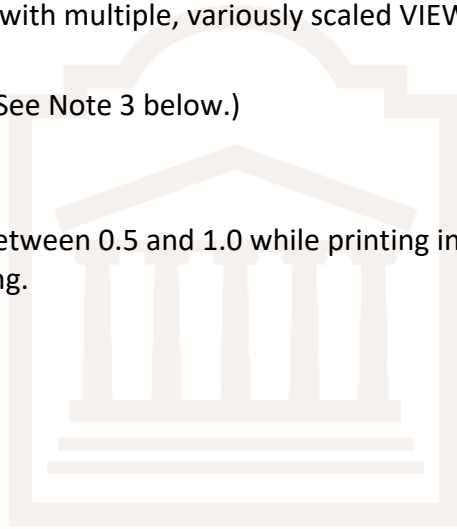 with multiple, variously scaled VIEW
See Note 3 below.)
etween 0.5 and 1.0 while printing in
ng.